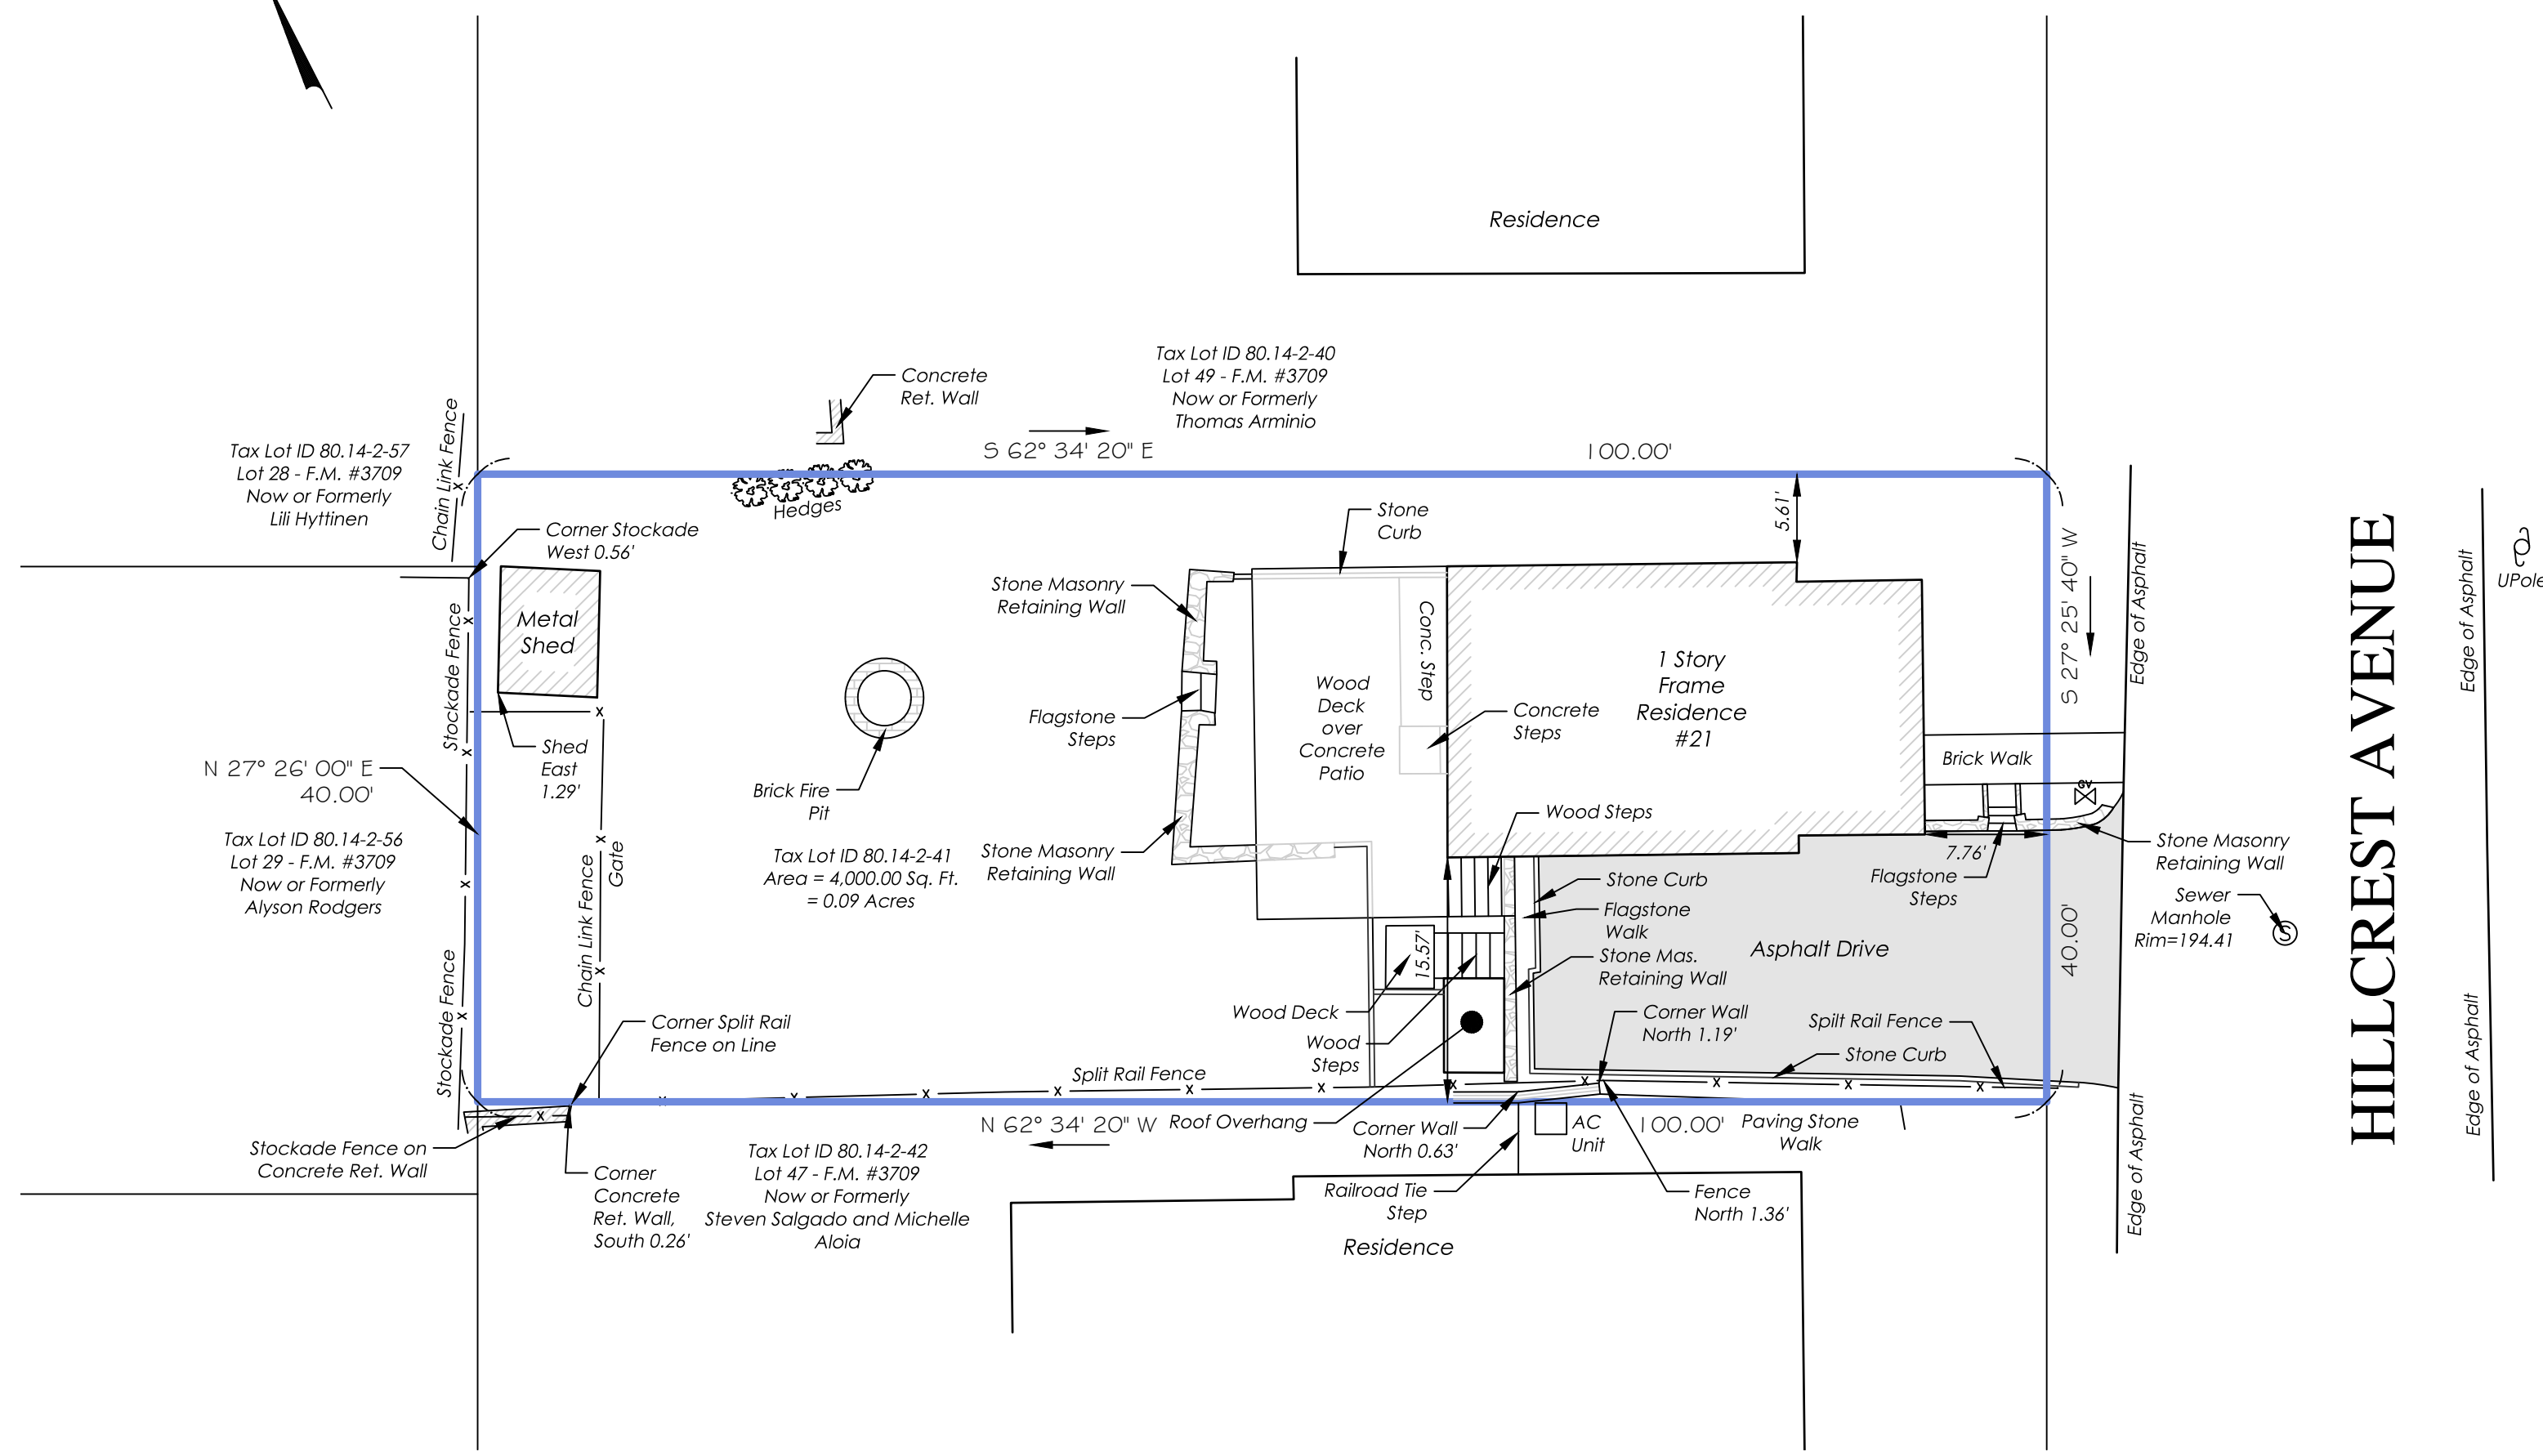 Residence
Tax Lot ID 80.14-2-40
Lot 49 - F.M. #3709
Now or Formerly
Thomas Arminio
Concrete
Ret. Wall
S 62° 34' 20" E
100.00'
Tax Lot ID 80.14-2-57
Lot 28 - F.M. #3709
Now or Formerly
Lili Hyttinen
Chain Link Fence
x
Hedges
Corner Stockade
West 0.56'
Stone
Curb
5.61'
S 27° 25' 40" W
Edge of Asphalt
HILLCREST AVENUE
Edge of Asphalt
UPole
Metal
Shed
Stockade Fence
x
x
x
x
x
Stone Masonry
Retaining Wall
Conc. Step
1 Story
Frame
Residence
#21
Wood
Deck
over
Concrete
Patio
Concrete
Steps
Flagstone
Steps
Shed
East
1.29'
Brick Walk
GV
N 27° 26' 00" E
40.00'
Brick Fire
Pit
Wood Steps
Stone Masonry
Retaining Wall
7.76'
Stone Masonry
Retaining Wall
Flagstone
Steps
Tax Lot ID 80.14-2-56
Lot 29 - F.M. #3709
Now or Formerly
Alyson Rodgers
Chain Link Fence
Gate
x
x
Tax Lot ID 80.14-2-41
Area = 4,000.00 Sq. Ft.
= 0.09 Acres
Stone Curb
Flagstone
Walk
Stone Mas.
Retaining Wall
Asphalt Drive
40.00'
Sewer
Manhole
Rim=194.41
S
15.57'
Stockade Fence
Corner Split Rail
Fence on Line
Wood Deck
Wood
Steps
Corner Wall
North 1.19'
Spilt Rail Fence
Stone Curb
Edge of Asphalt
Edge of Asphalt
Split Rail Fence
x
x
x
x
x
x
x
x
x
x
x
x
N 62° 34' 20" W
Roof Overhang
Corner Wall
North 0.63'
AC
Unit
100.00'
Paving Stone
Walk
Stockade Fence on
Concrete Ret. Wall
Corner
Concrete
Ret. Wall,
South 0.26'
Tax Lot ID 80.14-2-42
Lot 47 - F.M. #3709
Now or Formerly
Steven Salgado and Michelle
Aloia
Railroad Tie
Step
Fence
North 1.36'
Residence